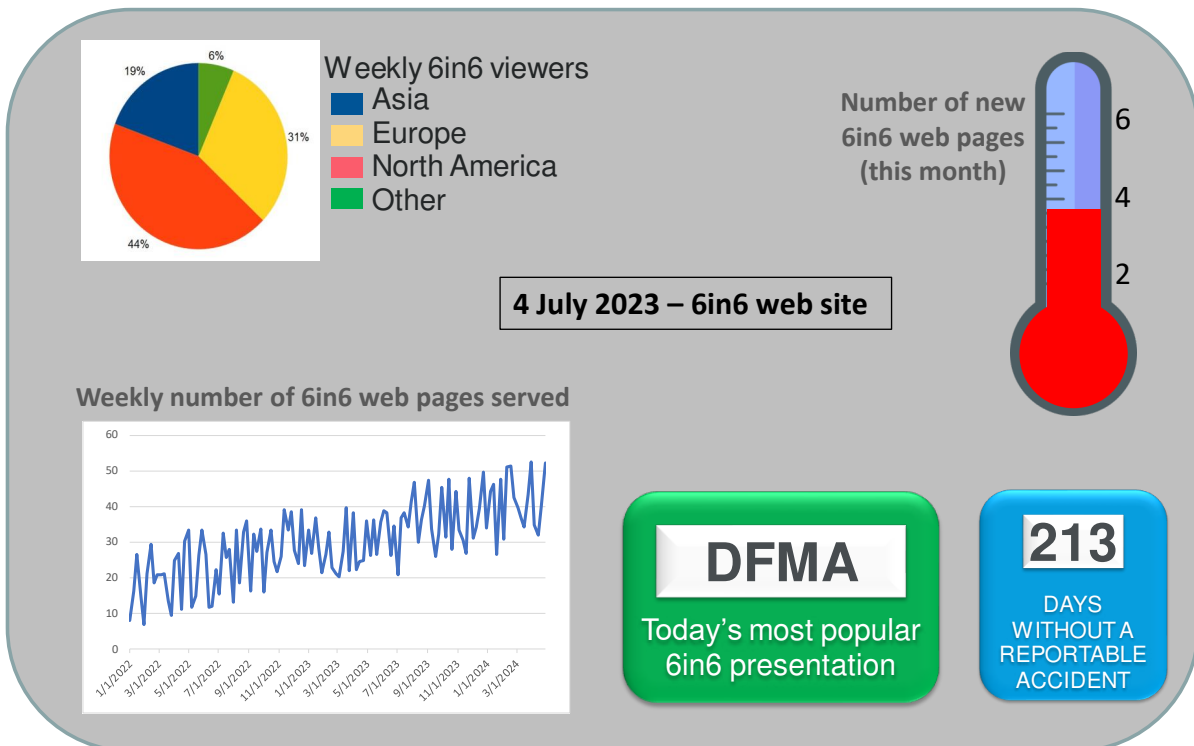 6%
19%
31%
44%
Weekly 6in6 viewers
Asia
Europe
North America
Other
Number of new
6in6 web pages
(this month)
6
4
2
4 July 2023 – 6in6 web site
Weekly number of 6in6 web pages served
60
50
40
30
20
10
0
1/1/2022
3/1/2022
5/1/2022
7/1/2022
9/1/2022
11/1/2022
1/1/2023
3/1/2023
5/1/2023
7/1/2023
9/1/2023
11/1/2023
1/1/2024
3/1/2024
DFMA
Today's most popular
6in6 presentation
213
DAYS
WITHOUT A
REPORTABLE
ACCIDENT